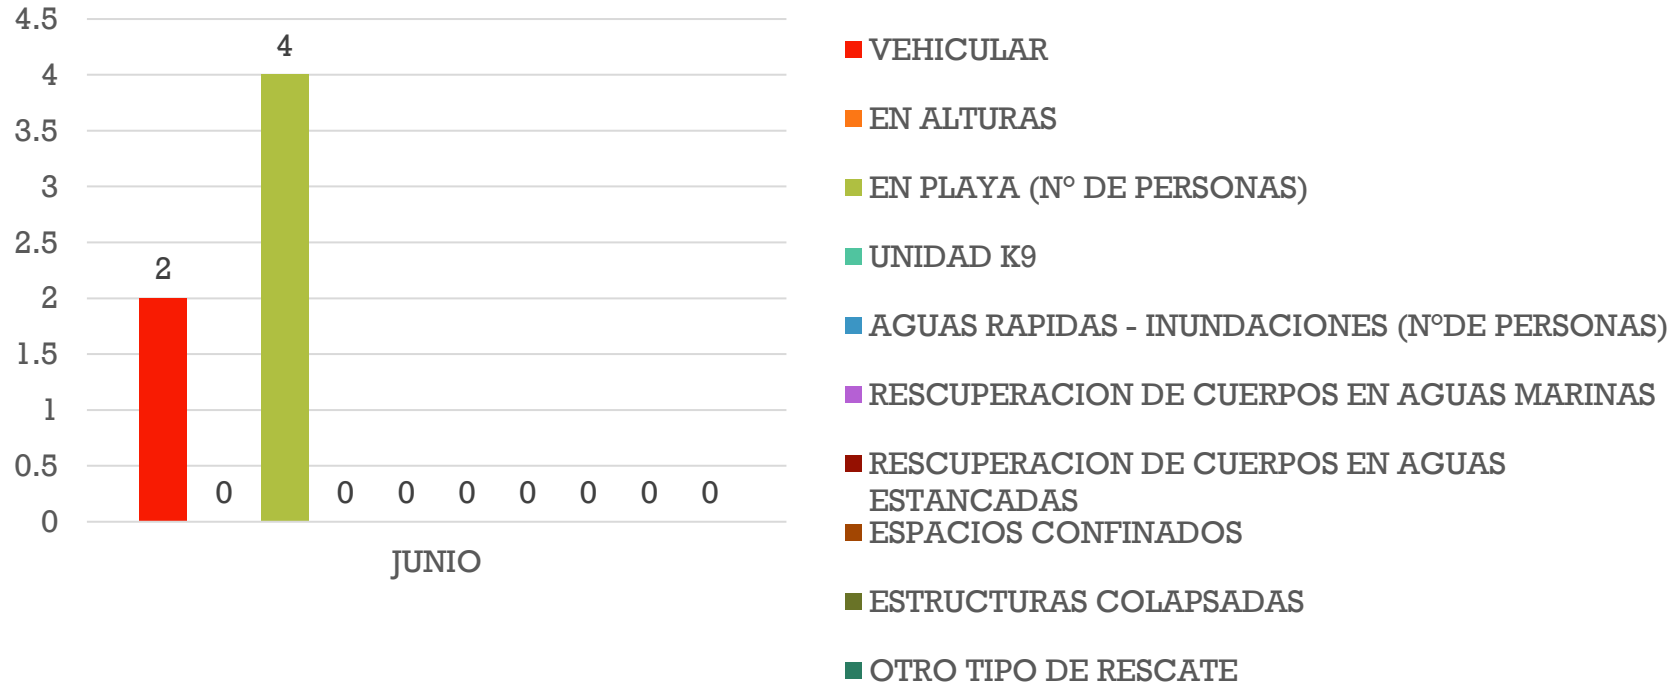 4.5
4
3.5
3
2.5
2
1.5
1
0.5
0
2
0
4
0
0
0
0
0
0
0
JUNIO
VEHICULAR
EN ALTURAS
EN PLAYA (N° DE PERSONAS)
UNIDAD K9
AGUAS RAPIDAS - INUNDACIONES (N°DE PERSONAS)
RESCUPERACION DE CUERPOS EN AGUAS MARINAS
RESCUPERACION DE CUERPOS EN AGUAS
ESTANCADAS
ESPACIOS CONFINADOS
ESTRUCTURAS COLAPSADAS
OTRO TIPO DE RESCATE